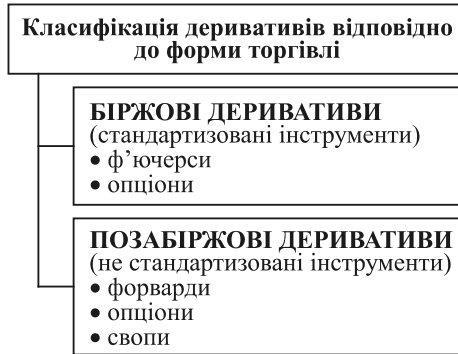 Класифікація деривативів відповідно
до форми торгівлі
БІРЖОВІ ДЕРИВАТИВИ
(стандартизовані інструменти)
• ф’ючерси
• опціони
ПОЗАБІРЖОВІ ДЕРИВАТИВИ
(не стандартизовані інструменти)
• форварди
• опціони
• свопи